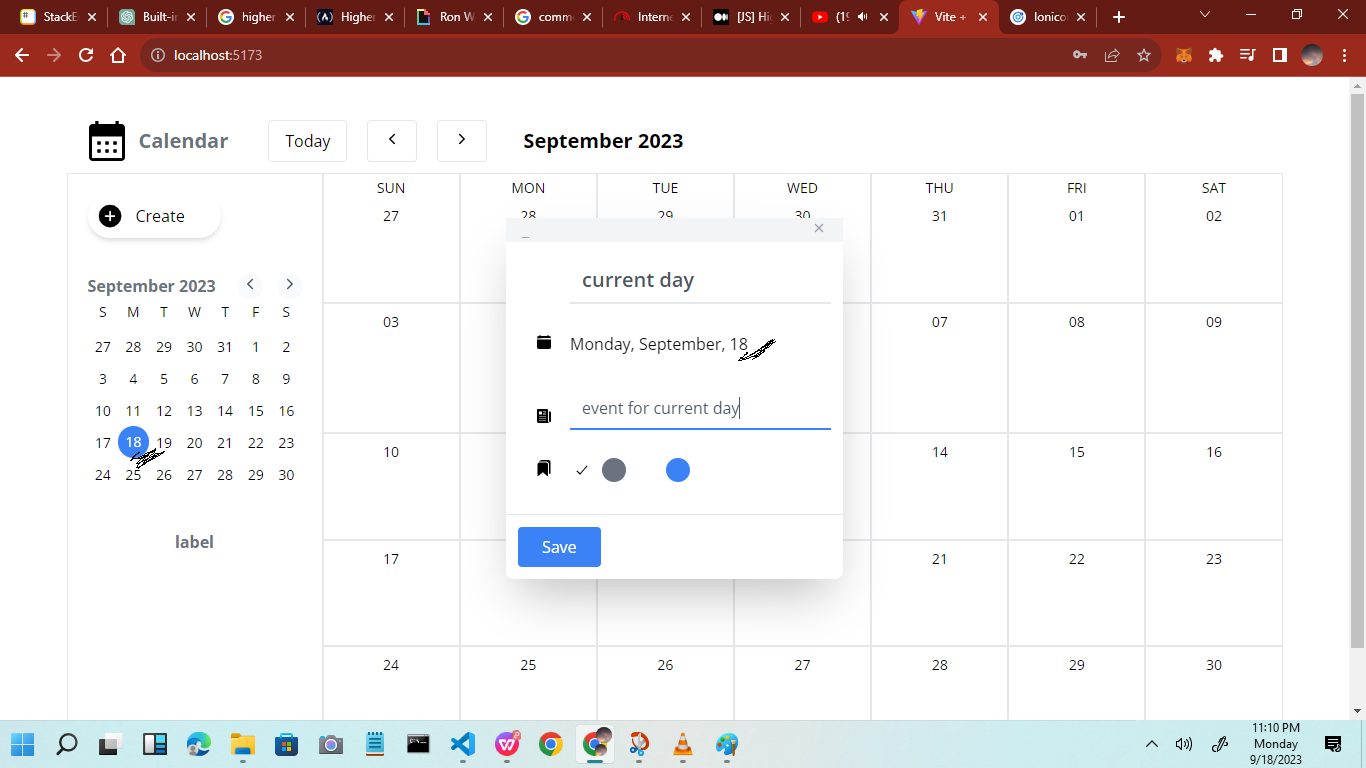 StackE
Built-in
higher
Higher
Ron W
comm
Intern
[JS] Hi
(19
Vite +
Ionico
localhost:5173
Calendar
Today
September 2023
Create
SUN MON TUE WED THU FRI SAT
27 28 29 30 31 01 02
September 2023
S M T W T F S
27 28 29 30 31 1 2
3 4 5 6 7 8 9
10 11 12 13 14 15 16
17 18 19 20 21 22 23
24 25 26 27 28 29 30
label
current day
Monday, September, 18
event for current day
Save
03 07 08 09
10 14 15 16
17 21 22 23
24 25 26 27 28 29 30
11:10 PM
Monday
9/18/2023